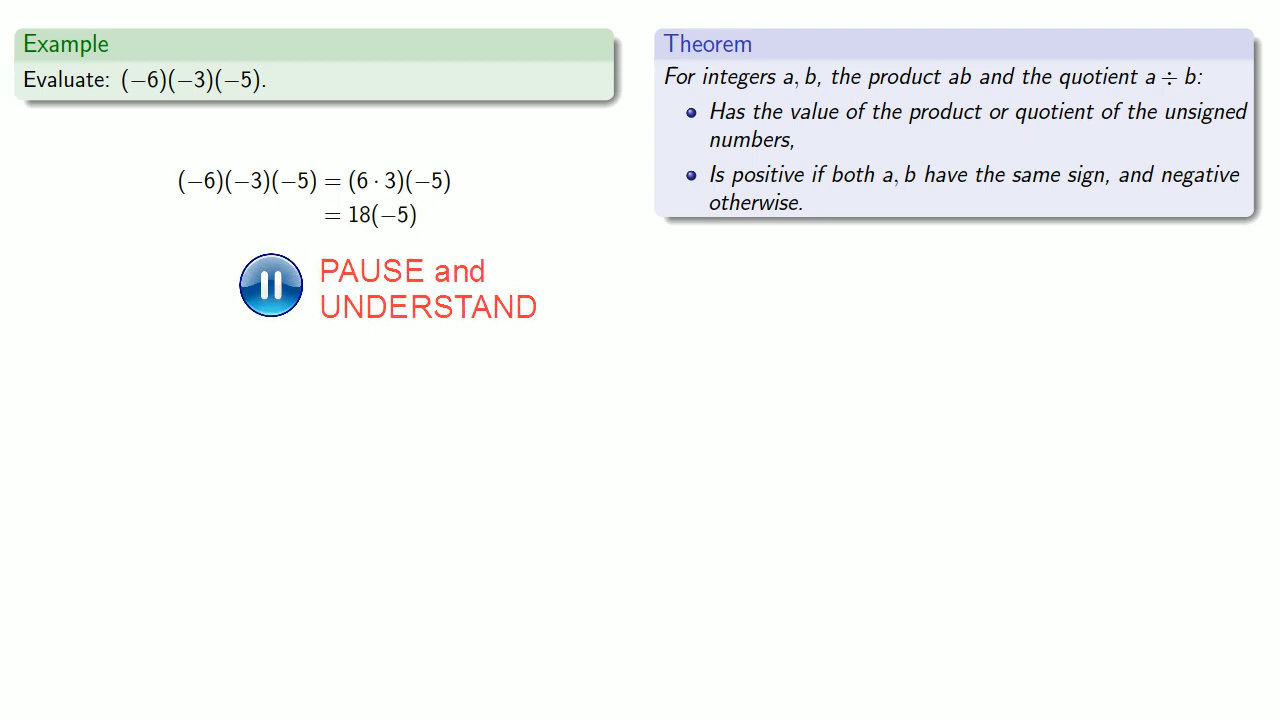 Example
Evaluate: (−6)(−3)(−5).
(−6)(−3)(−5) = (6 · 3)(−5)
= 18(−5)
PAUSE and
UNDERSTAND
Theorem
For integers a, b, the product ab and the quotient a ÷ b:
Has the value of the product or quotient of the unsigned
numbers,
Is positive if both a, b have the same sign, and negative
otherwise.